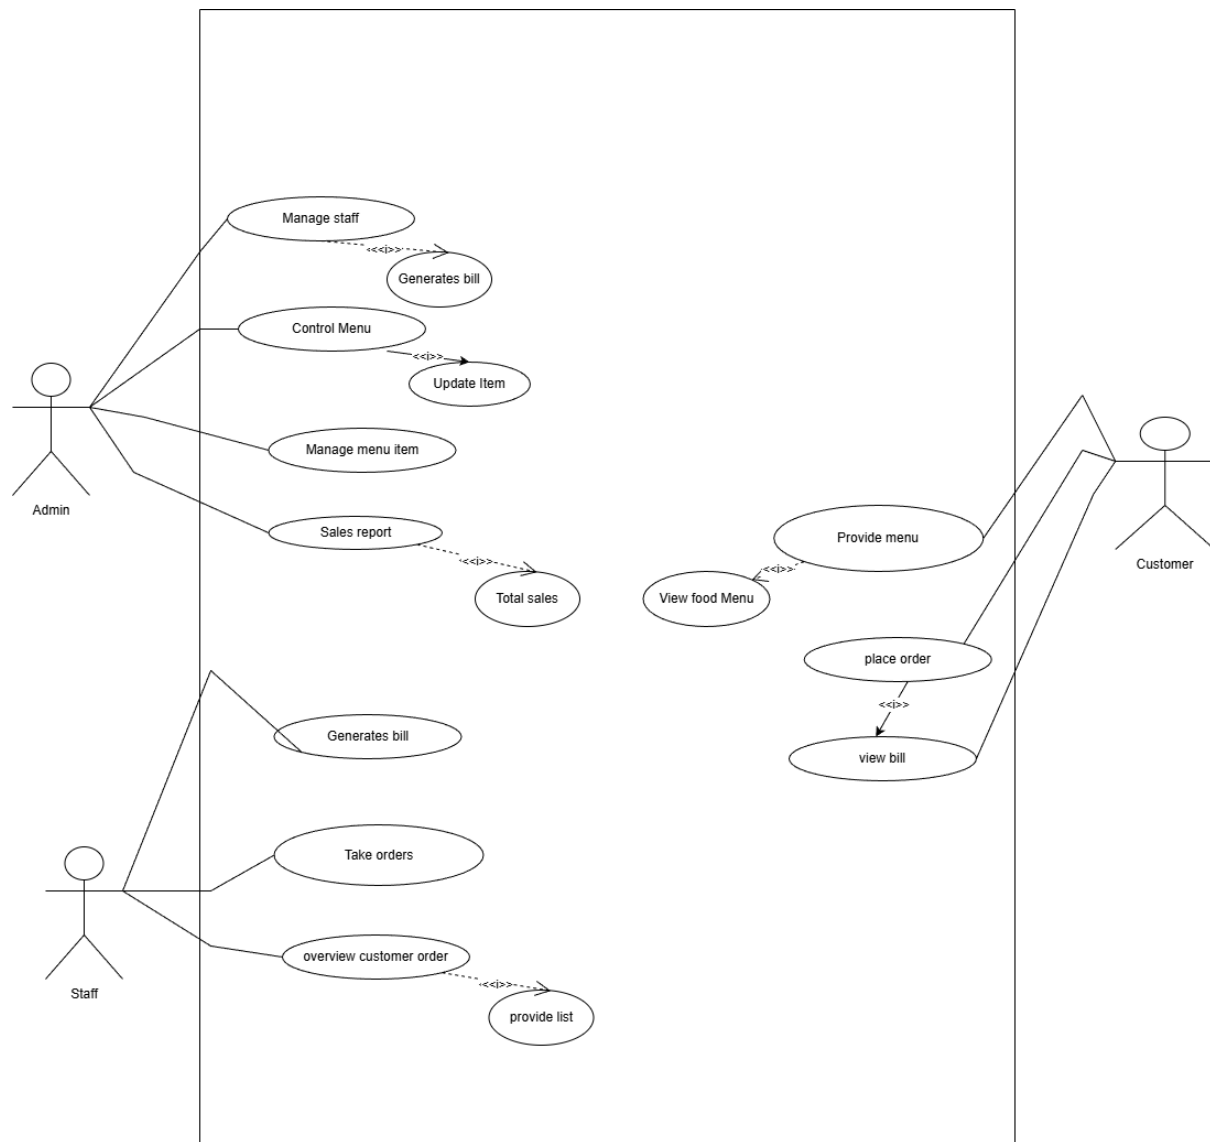 Manage staff
<<i>>
Generates bill
Control Menu
<<i>>
Update Item
Manage menu item
Admin
Sales report
<<i>>
Total sales
Provide menu
<<i>>
View food Menu
Customer
place order
<<i>>
view bill
Generates bill
Take orders
overview customer order
<<i>>
provide list
Staff